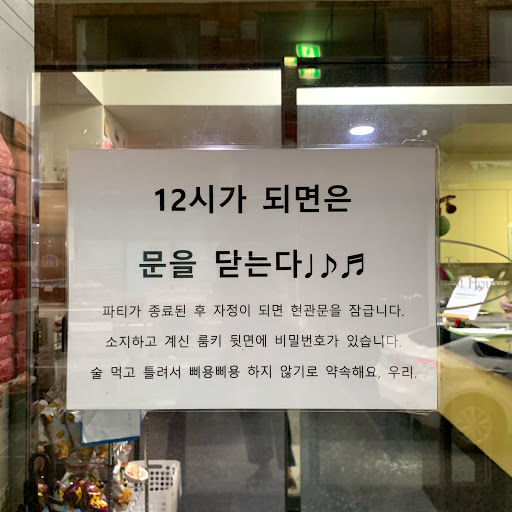 12시가 되면은
문을 닫는다♩♪♬
파티가 종료된 후 자정이 되면 현관문을 잠급니다.
소지하고 계신 룸키 뒷면에 비밀번호가 있습니다.
술 먹고 틀려서 삐용삐용 하지 않기로 약속해요, 우리.
To